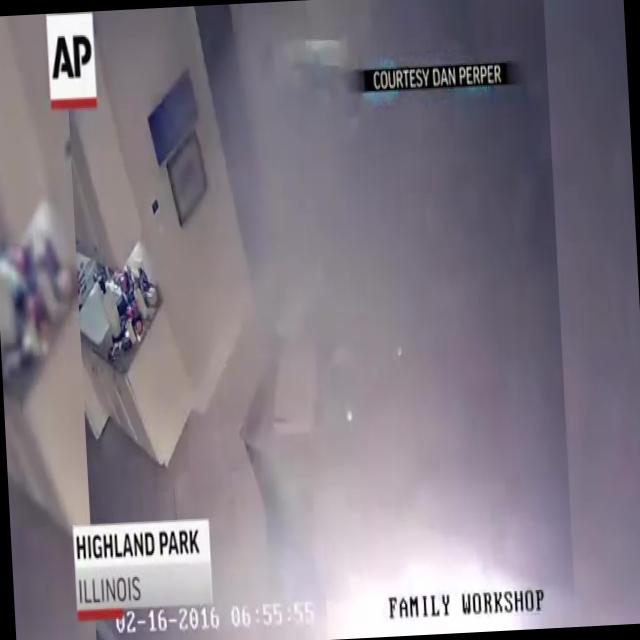 AP
COURTESY DAN PERPER
HIGHLAND PARK
ILLINOIS
02-16-2016 06:55:55
FAMILY WORKSHOP